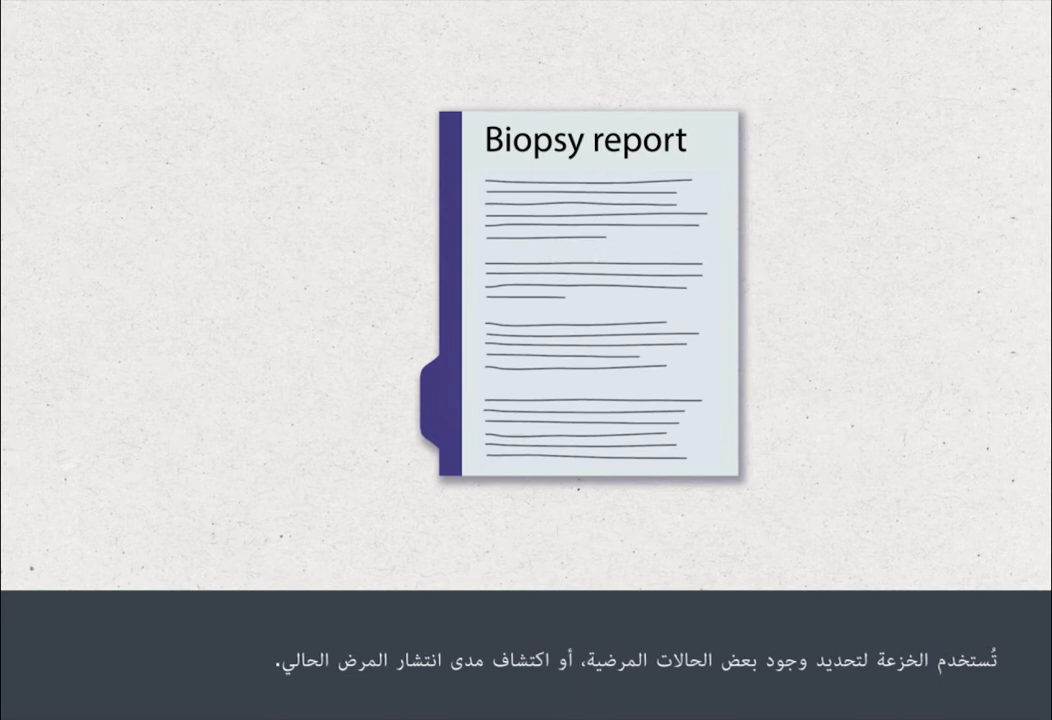 Biopsy report
تُستخدم الخزعة لتحديد وجود بعض الحالات المرضية، أو اكتشاف مدى انتشار المرض الحالي.